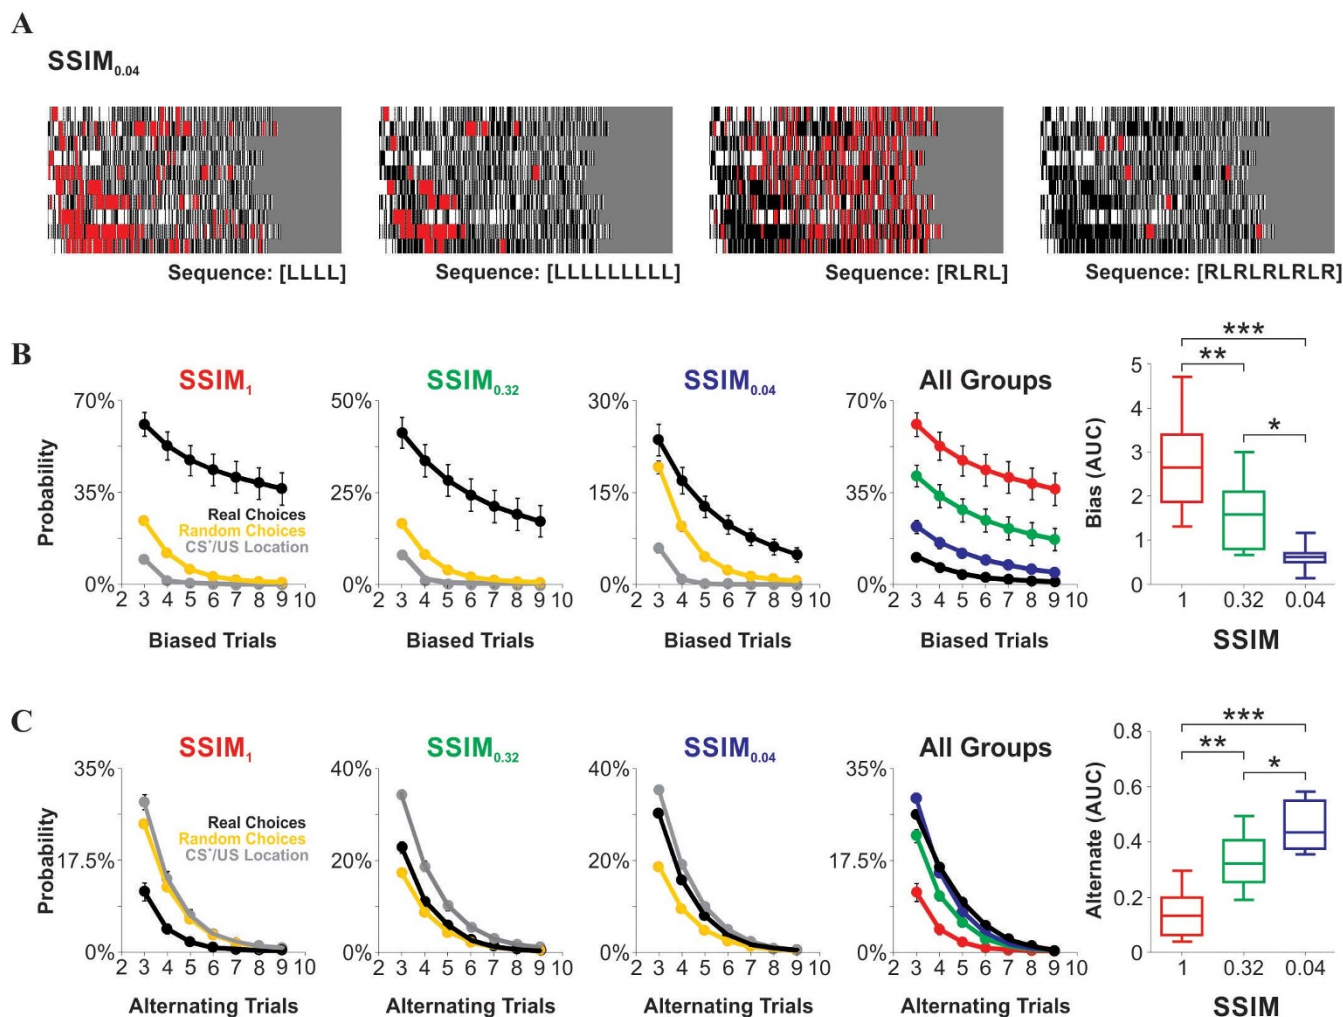 A
SSIM0.04
Sequence: [LLLL]
Sequence: [LLLLLLLLL]
Sequence: [RLRL]
Sequence: [RLRLRLRLR]
B
SSIM1
SSIM0.32
SSIM0.04
All Groups
Probability
70%
35%
0%
Real Choices
Random Choices
CS+/US Location
2 3 4 5 6 7 8 9 10
Biased Trials
50%
25%
0%
2 3 4 5 6 7 8 9 10
Biased Trials
30%
15%
0%
2 3 4 5 6 7 8 9 10
Biased Trials
70%
35%
0%
2 3 4 5 6 7 8 9 10
Biased Trials
***
**
*
Bias (AUC)
5
4
3
2
1
0
1 0.32 0.04
SSIM
C
SSIM1
SSIM0.32
SSIM0.04
All Groups
Probability
35%
17.5%
0%
Real Choices
Random Choices
CS+/US Location
2 3 4 5 6 7 8 9 10
Alternating Trials
40%
20%
0%
2 3 4 5 6 7 8 9 10
Alternating Trials
40%
20%
0%
2 3 4 5 6 7 8 9 10
Alternating Trials
35%
17.5%
0%
2 3 4 5 6 7 8 9 10
Alternating Trials
***
**
*
Alternate (AUC)
0.8
0.6
0.4
0.2
0
1 0.32 0.04
SSIM